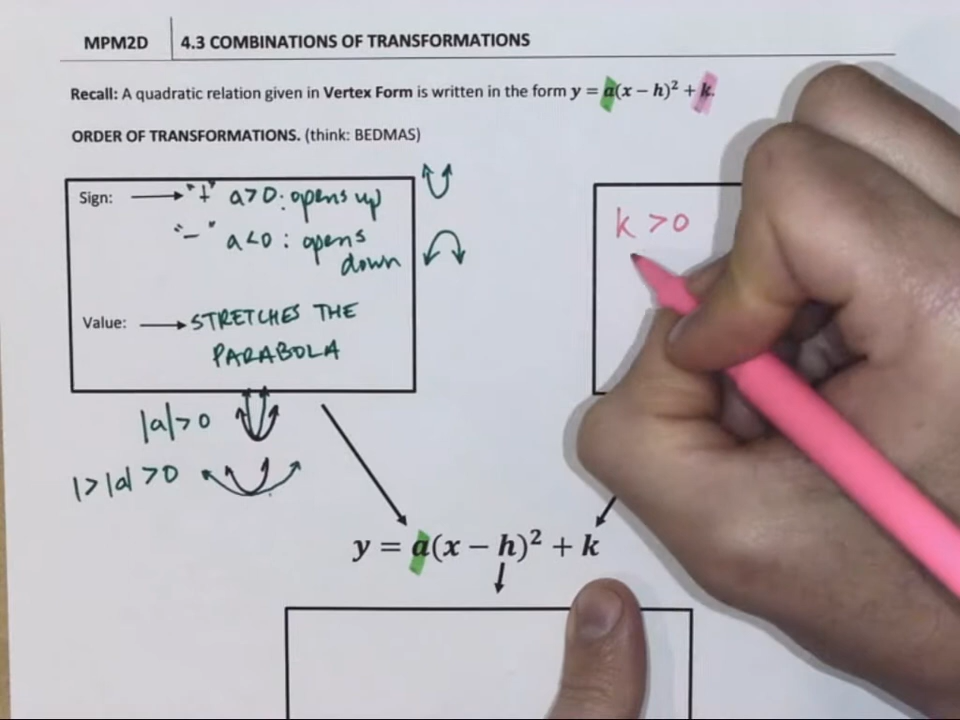 MPM2D 4.3 COMBINATIONS OF TRANSFORMATIONS
Recall: A quadratic relation given in Vertex Form is written in the form y = a(x − h)² + k.
ORDER OF TRANSFORMATIONS. (think: BEDMAS)
Sign: "+" a>0: opens up
"−" a<0: opens
down
Value: STRETCHES THE
PARABOLA
k >0
|a|>0
1>|a|>0
y = a(x − h)² + k